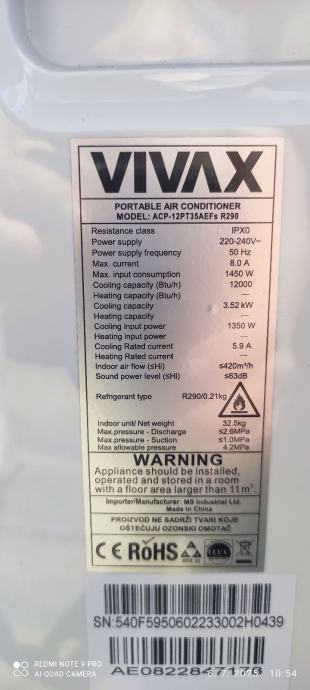 VIVAX
PORTABLE AIR CONDITIONER
MODEL: ACP-12PT35AEFs R290
Resistance class IPX0
Power supply 220-240V~
Power supply frequency 50 Hz
Max. current 8.0 A
Max. input consumption 1450 W
Cooling capacity (Btu/h) 12000
Heating capacity (Btu/h) —
Cooling capacity 3.52 kW
Heating capacity —
Cooling input power 1350 W
Heating input power —
Cooling Rated current 5.9 A
Heating Rated current —
Indoor air flow (≤Hi) ≤420m³/h
Sound power level (≤Hi) ≤63dB
Refrigerant type R290/0.21kg
Indoor unit/ Net weight 32.5kg
Max.pressure - Discharge ≤2.6MPa
Max.pressure - Suction ≤1.0MPa
Max allowable pressure 4.2MPa
WARNING
Appliance should be installed,
operated and stored in a room
with a floor area larger than 11m².
Importer/Manufacturer: MS Industrial Ltd.
Made in China
PROIZVOD NE SADRŽI TVARI KOJE
OŠTEĆUJU OZONSKI OMOTAČ
CE RoHS
SN:540F5950602233002H0439
REDMI NOTE 9 PRO
AI QUAD CAMERA
2025 10:54